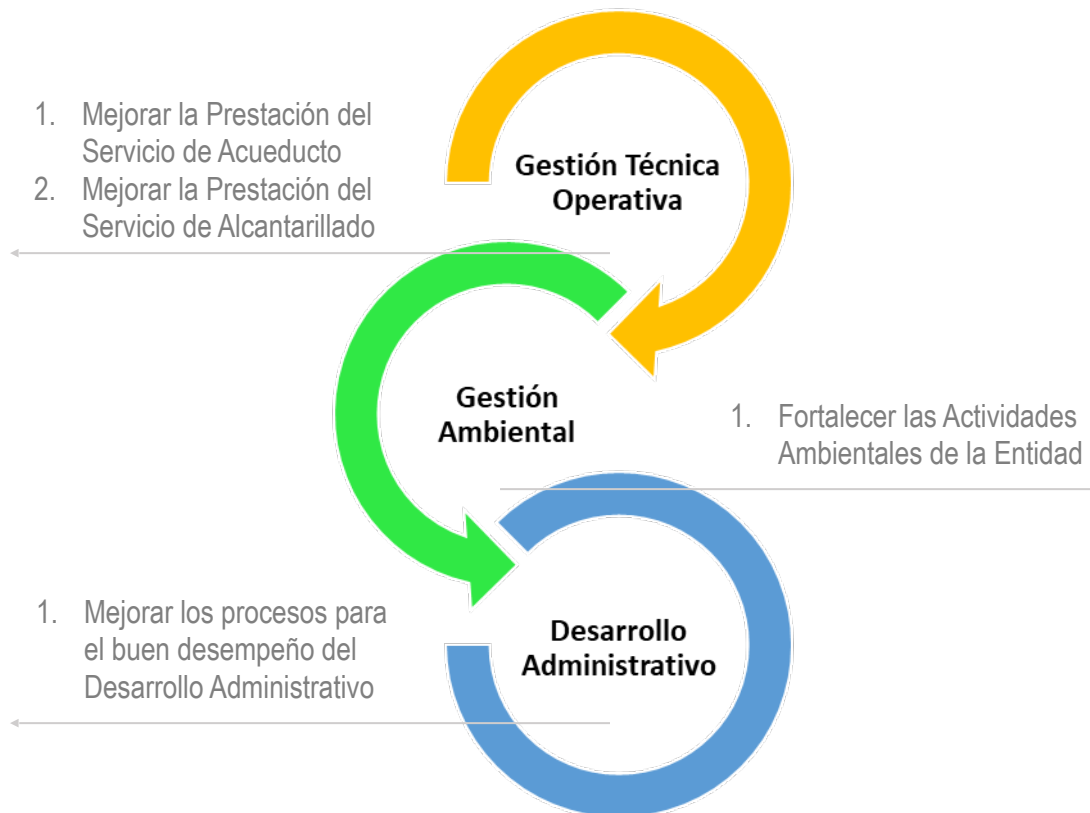 1. Mejorar la Prestación del
Servicio de Acueducto
2. Mejorar la Prestación del
Servicio de Alcantarillado
Gestión Técnica
Operativa
Gestión
Ambiental
1. Fortalecer las Actividades
Ambientales de la Entidad
1. Mejorar los procesos para
el buen desempeño del
Desarrollo Administrativo
Desarrollo
Administrativo